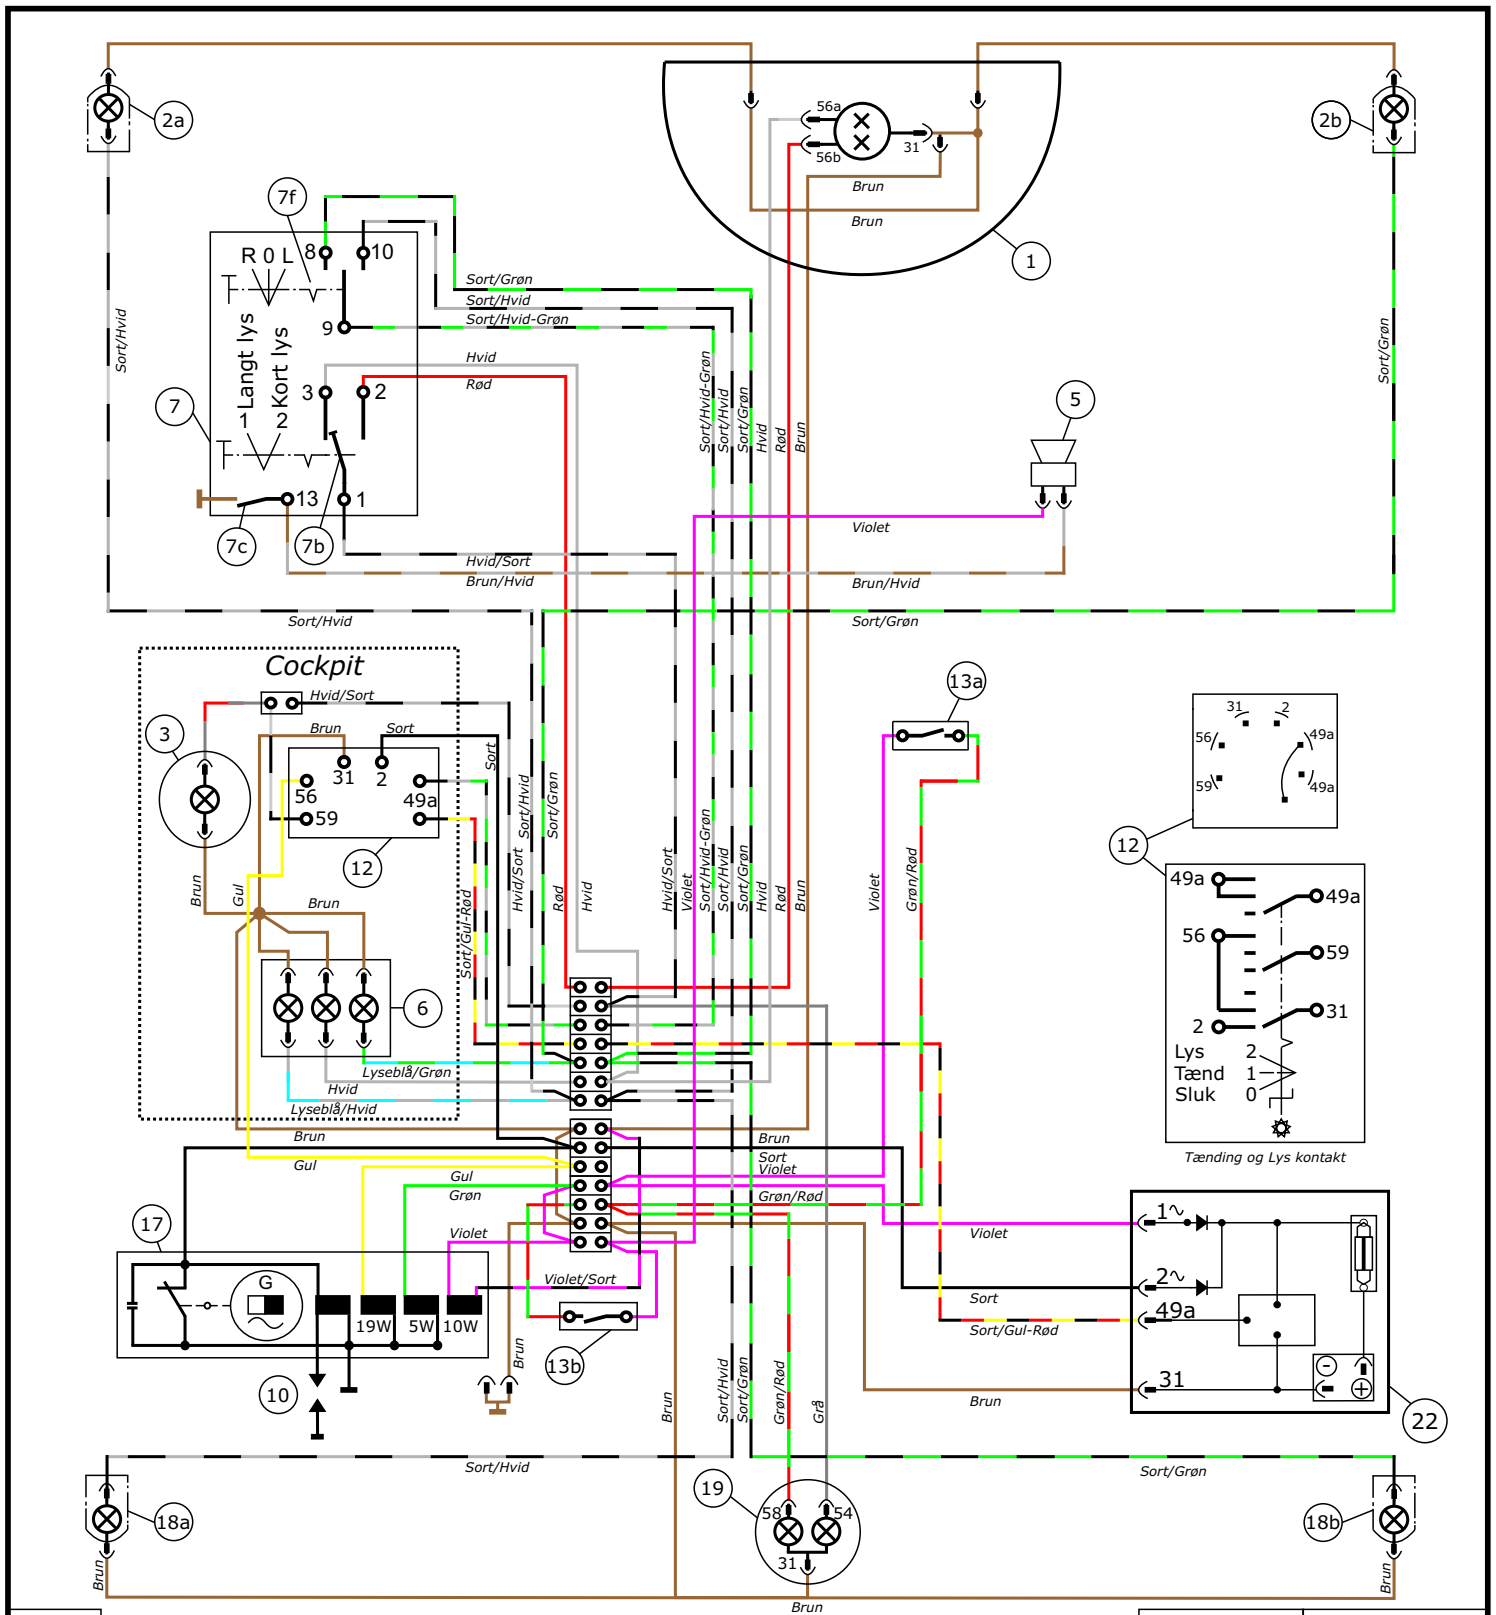 2a
2b
56a
56b
31
Brun
Brun
1
7f
R 0 L
8
10
9
Sort/Grøn
Sort/Hvid
Sort/Hvid-Grøn
Langt lys
Kort lys
1
2
3
2
Hvid
Rød
7
13
1
7c
7b
Hvid/Sort
Brun/Hvid
Sort/Hvid
Sort/Hvid
Sort/Hvid-Grøn
Sort/Hvid
Sort/Grøn
Hvid
Rød
Brun
5
Violet
Brun/Hvid
Sort/Grøn
Sort/Grøn
Cockpit
Hvid/Sort
3
Brun
Sort
Sort
31
2
56
59
49a
12
Brun
Gul
Brun
Sort/Gul-Rød
Hvid/Sort
Sort/Hvid
Sort/Grøn
Rød
Hvid
Hvid/Sort
Violet
Sort/Hvid-Grøn
Sort/Hvid
Sort/Grøn
Hvid
Rød
Brun
6
Lyseblå/Grøn
Hvid
Lyseblå/Hvid
13a
Violet
Grøn/Rød
31
2
56
49a
59
49a
12
49a
49a
56
59
31
2
Lys 2
Tænd 1
Sluk 0
Tænding og Lys kontakt
Brun
Gul
Gul
Grøn
Violet
Violet/Sort
Brun
Sort
Violet
Grøn/Rød
17
G
19W
5W
10W
10
13b
Brun
Brun
Sort/Hvid
Sort/Grøn
Grøn/Rød
Grå
Violet
Sort
Sort/Gul-Rød
Brun
1~
2~
49a
31
-
+
22
Sort/Hvid
Sort/Grøn
18a
18b
19
58
54
31
Brun
Brun
Brun